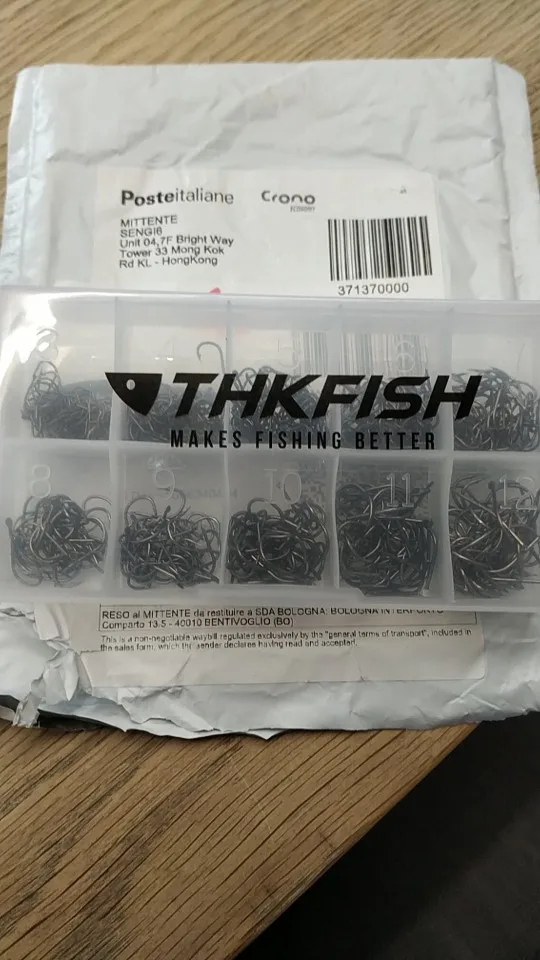 Posteitaliane
Crono
MITTENTE
SENGI6
Unit 04,7F Bright Way
Tower 33 Mong Kok
Rd KL - HongKong
371370000
THKFISH
MAKES FISHING BETTER
8 9 10 11 12
RESO al MITTENTE da restituire a SDA BOLOGNA, BOLOGNA INTERPORTO
Comparto 13.5 - 40010 BENTIVOGLIO (BO)
This is a non-negotiable waybill regulated exclusively by the "general terms of transport", included in
the sales form, which the sender declares having read and accepted.